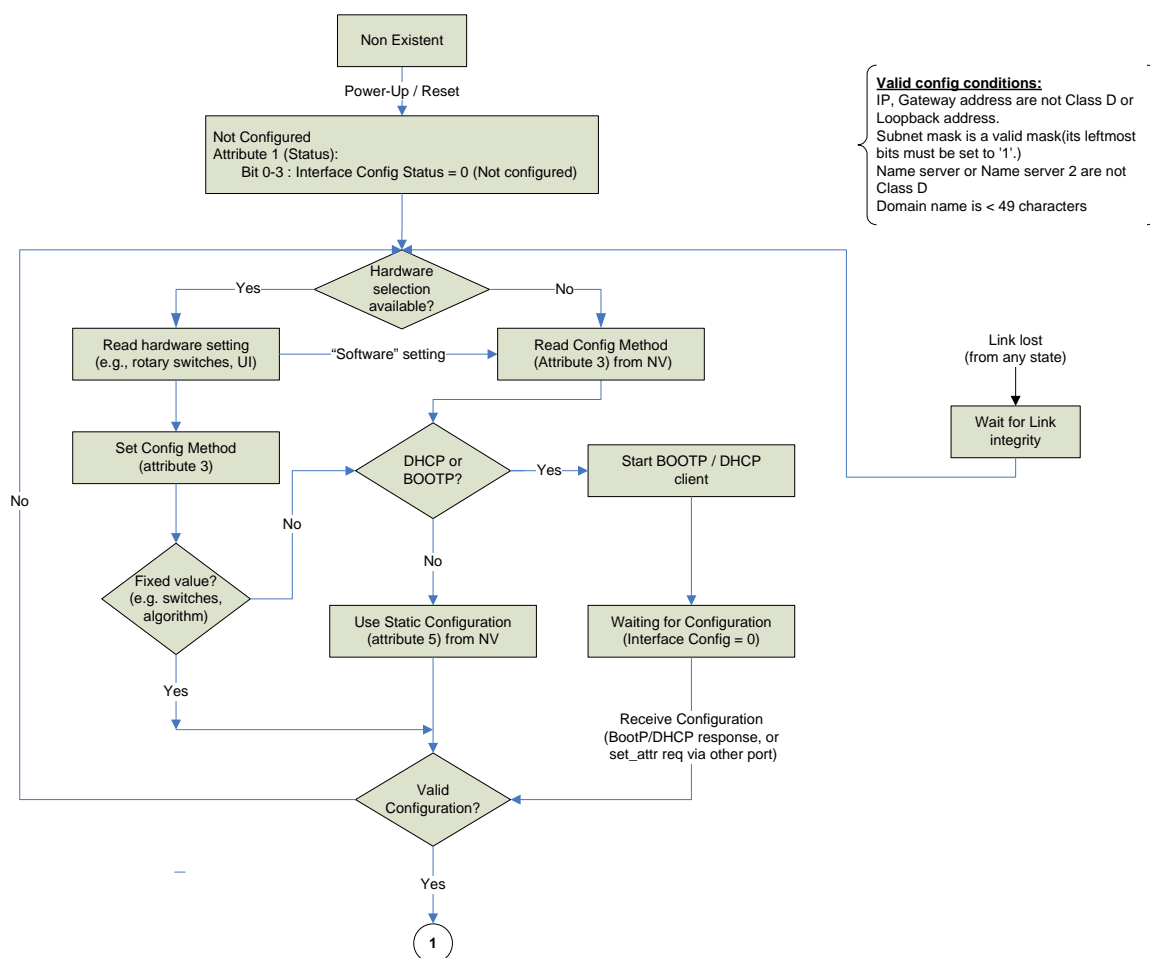 Non Existent
Power-Up / Reset
Valid config conditions:
IP, Gateway address are not Class D or
Loopback address.
Subnet mask is a valid mask(its leftmost
bits must be set to '1'.)
Name server or Name server 2 are not
Class D
Domain name is < 49 characters
Not Configured
Attribute 1 (Status):
Bit 0-3 : Interface Config Status = 0 (Not configured)
Hardware
selection
available?
Yes
No
Read hardware setting
(e.g., rotary switches, UI)
“Software” setting
Read Config Method
(Attribute 3) from NV)
Link lost
(from any state)
Wait for Link
integrity
Set Config Method
(attribute 3)
DHCP or
BOOTP?
Yes
Start BOOTP / DHCP
client
No
No
No
Fixed value?
(e.g. switches,
algorithm)
Use Static Configuration
(attribute 5) from NV
Waiting for Configuration
(Interface Config = 0)
Yes
Receive Configuration
(BootP/DHCP response, or
set_attr req via other port)
Valid
Configuration?
Yes
1